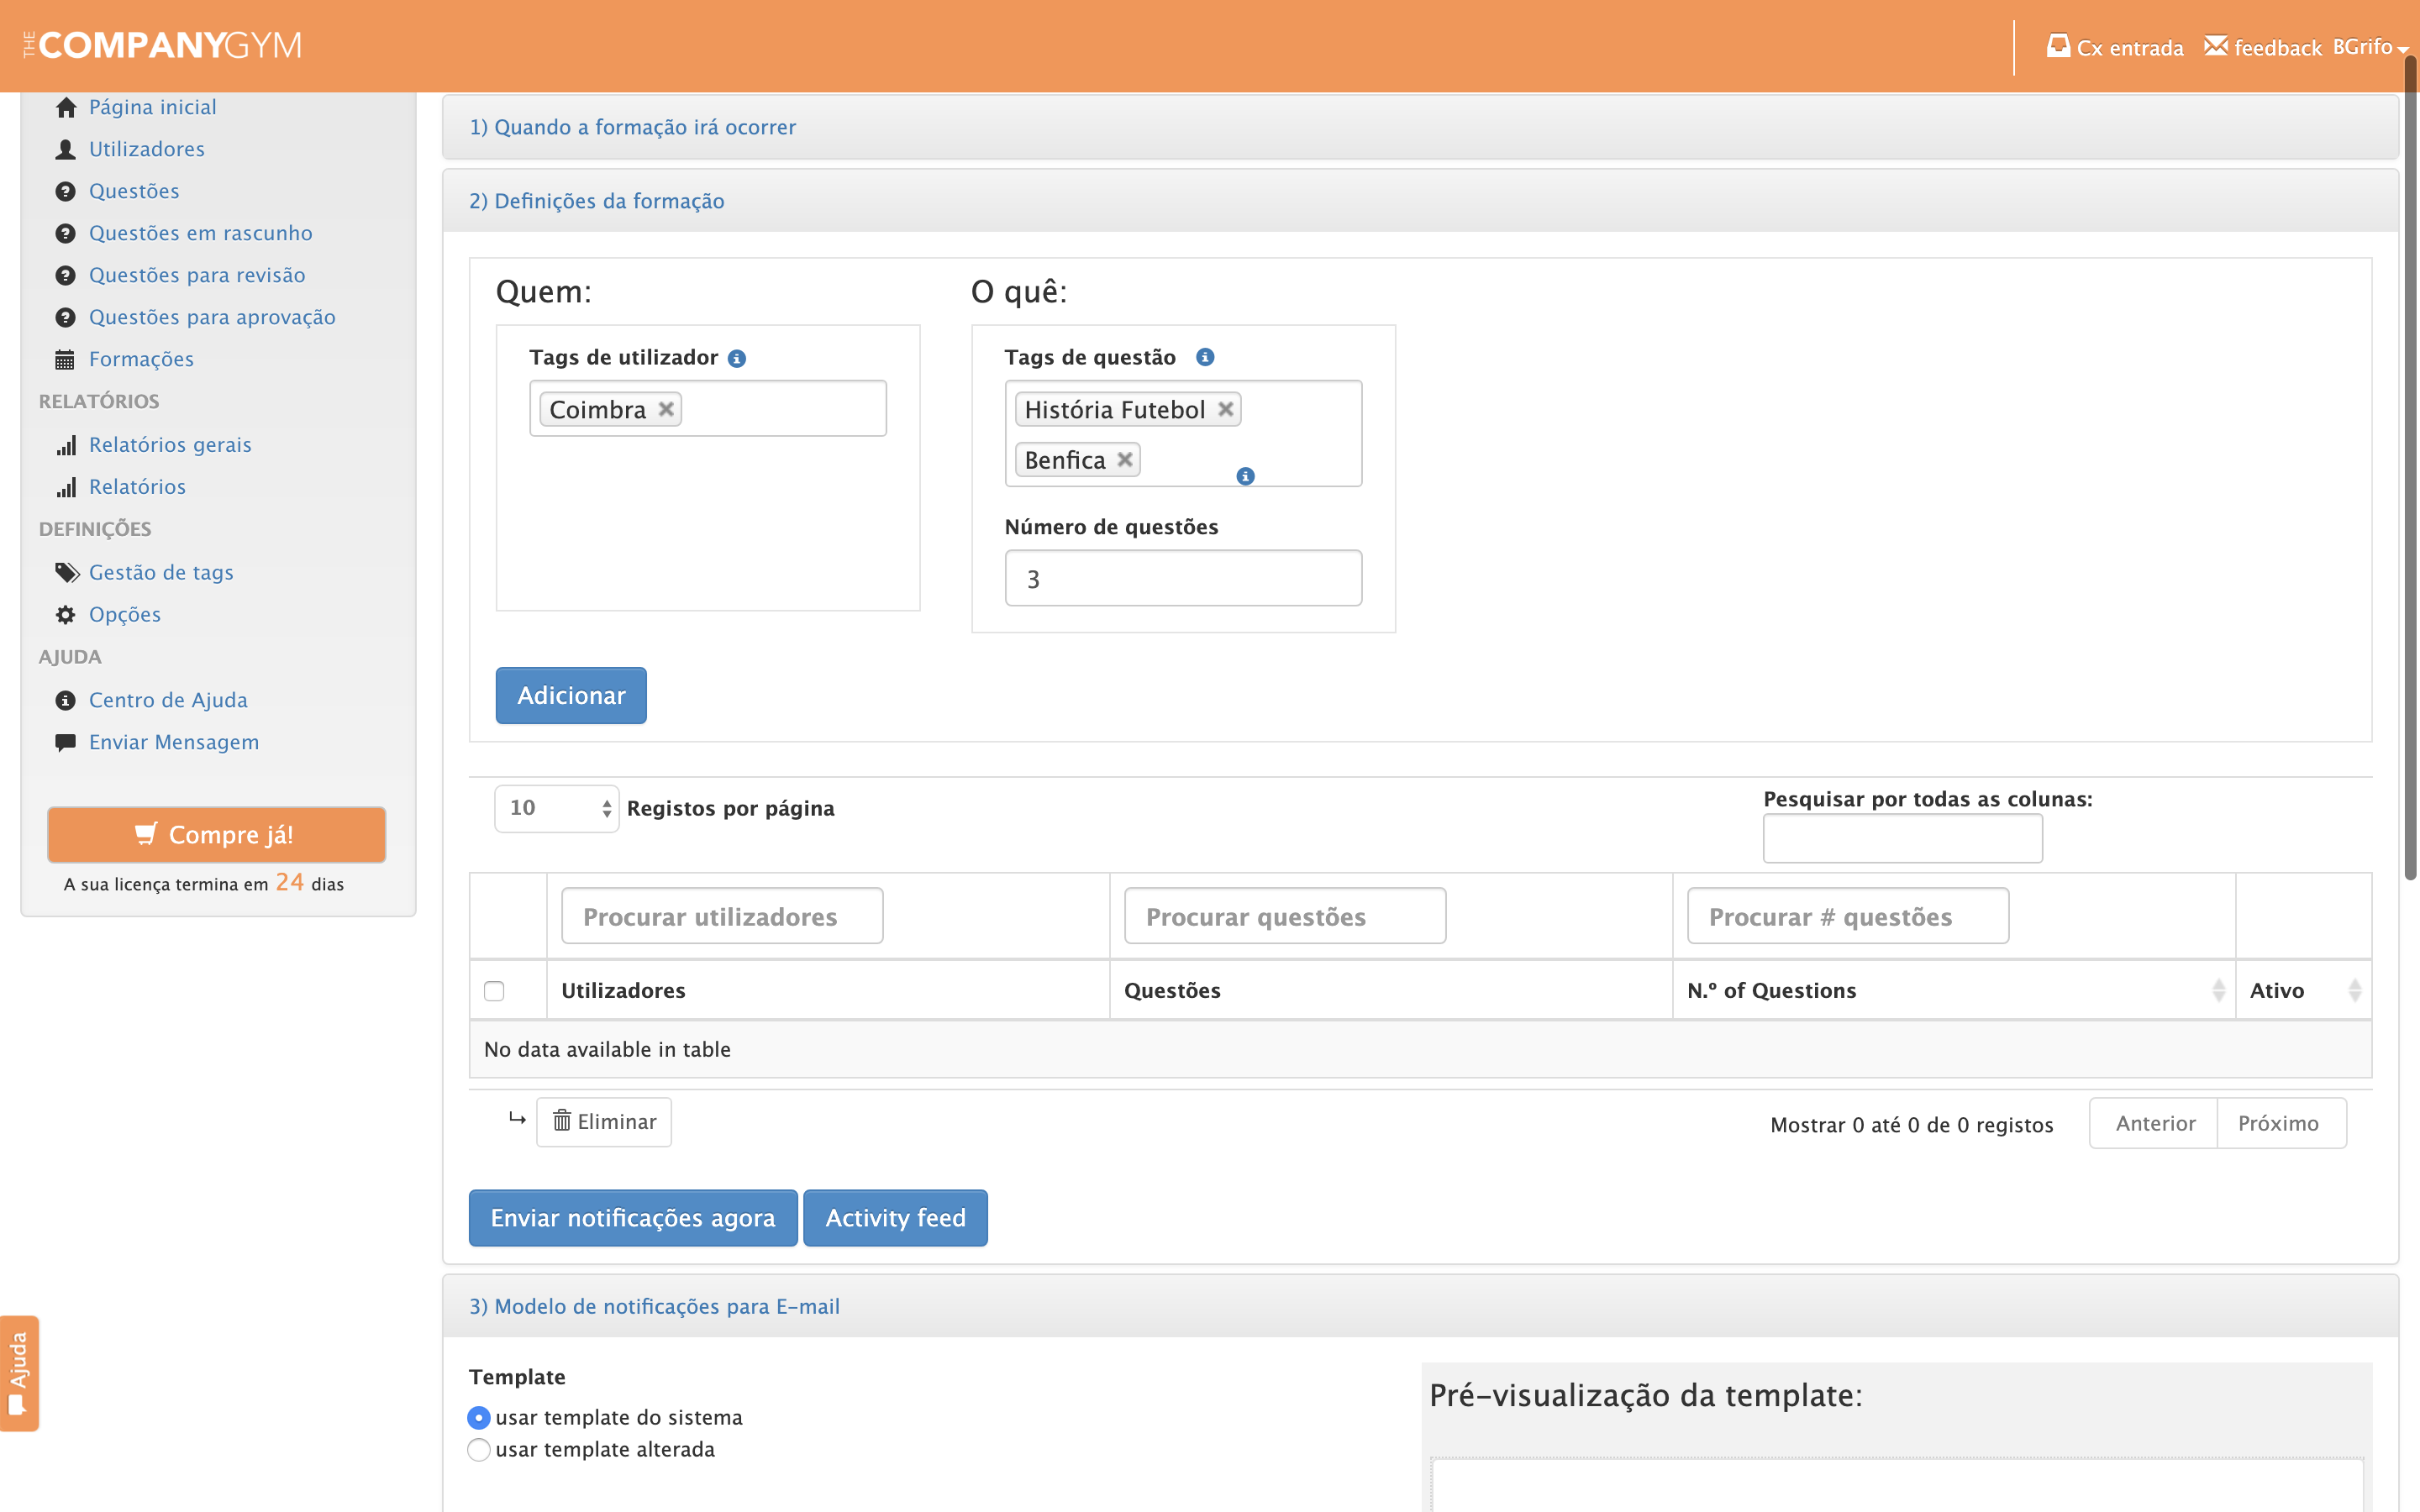 THE COMPANYGYM
Cx entrada
feedback
BGrifo
Página inicial
Utilizadores
Questões
Questões em rascunho
Questões para revisão
Questões para aprovação
Formações
RELATÓRIOS
Relatórios gerais
Relatórios
DEFINIÇÕES
Gestão de tags
Opções
AJUDA
Centro de Ajuda
Enviar Mensagem
Compre já!
A sua licença termina em 24 dias
Ajuda
1) Quando a formação irá ocorrer
2) Definições da formação
Quem:
Tags de utilizador
Coimbra
O quê:
Tags de questão
História Futebol
Benfica
Número de questões
3
Adicionar
10 Registos por página
Pesquisar por todas as colunas:
Procurar utilizadores
Procurar questões
Procurar # questões
Utilizadores
Questões
N.º of Questions
Ativo
No data available in table
Eliminar
Mostrar 0 até 0 de 0 registos
Anterior
Próximo
Enviar notificações agora
Activity feed
3) Modelo de notificações para E-mail
Template
usar template do sistema
usar template alterada
Pré-visualização da template: